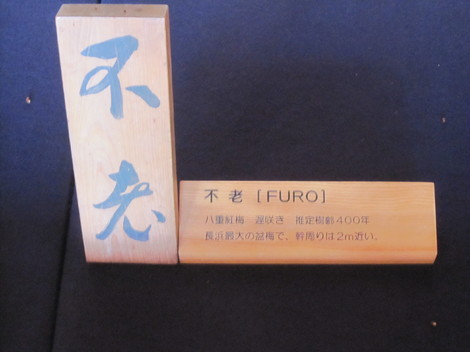 不老
不老［FURO］
八重紅梅　遅咲き　推定樹齢400年
長浜最大の盆梅で、幹周りは2m近い。